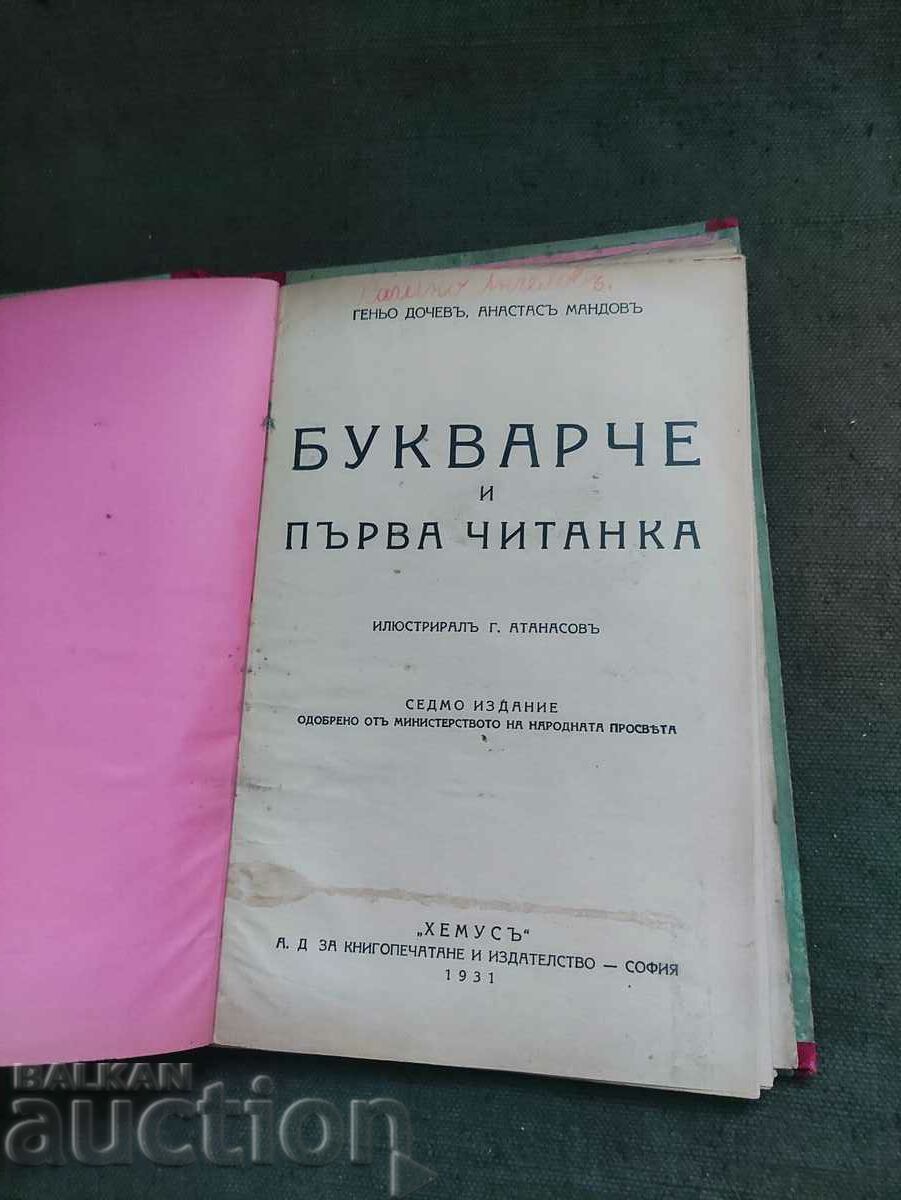 ГЕНЬО ДОЧЕВЪ, АНАСТАСЪ МАНДОВЪ
БУКВАРЧЕ
И
ПЪРВА ЧИТАНКА
ИЛЮСТРИРАЛЪ Г. АТАНАСОВЪ
СЕДМО ИЗДАНИЕ
ОДОБРЕНО ОТЪ МИНИСТЕРСТВОТО НА НАРОДНАТА ПРОСВѢТА
„ХЕМУСЪ“
А. Д ЗА КНИГОПЕЧАТАНЕ И ИЗДАТЕЛСТВО — СОФИЯ
1931
BALKAN
auction